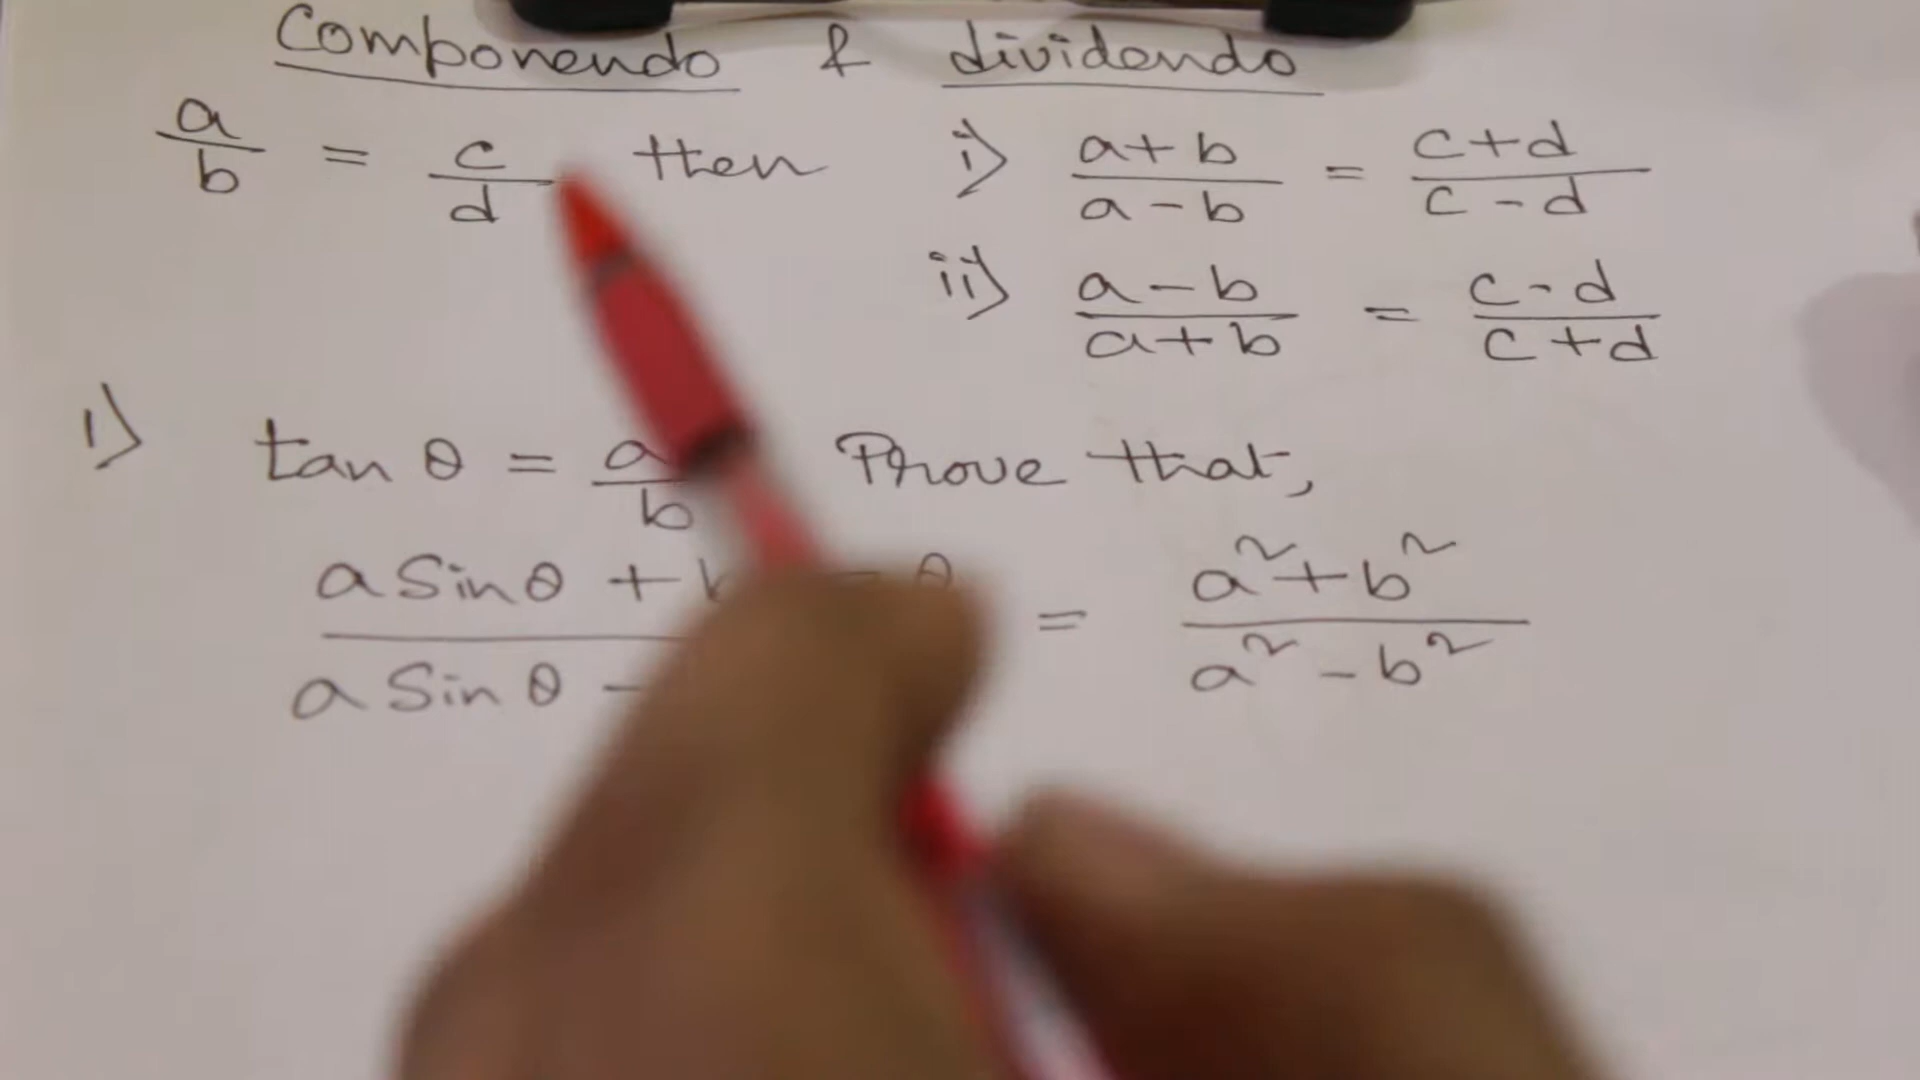 Componendo & dividendo
a/b = c/d then i) a+b/a-b = c+d/c-d
ii) a-b/a+b = c-d/c+d
1) tan θ = a/b Prove that,
a Sin θ + b θ / a Sin θ - = a²+b²/a²-b²